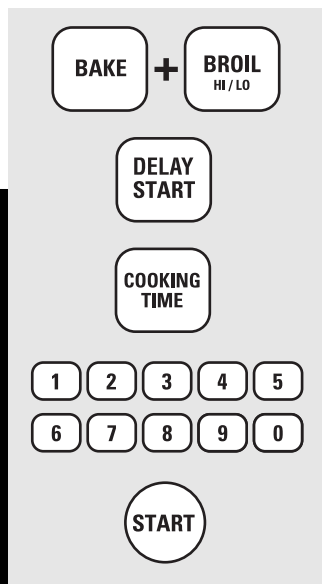 BAKE + BROIL
HI / LO
DELAY
START
COOKING
TIME
1 2 3 4 5
6 7 8 9 0
START